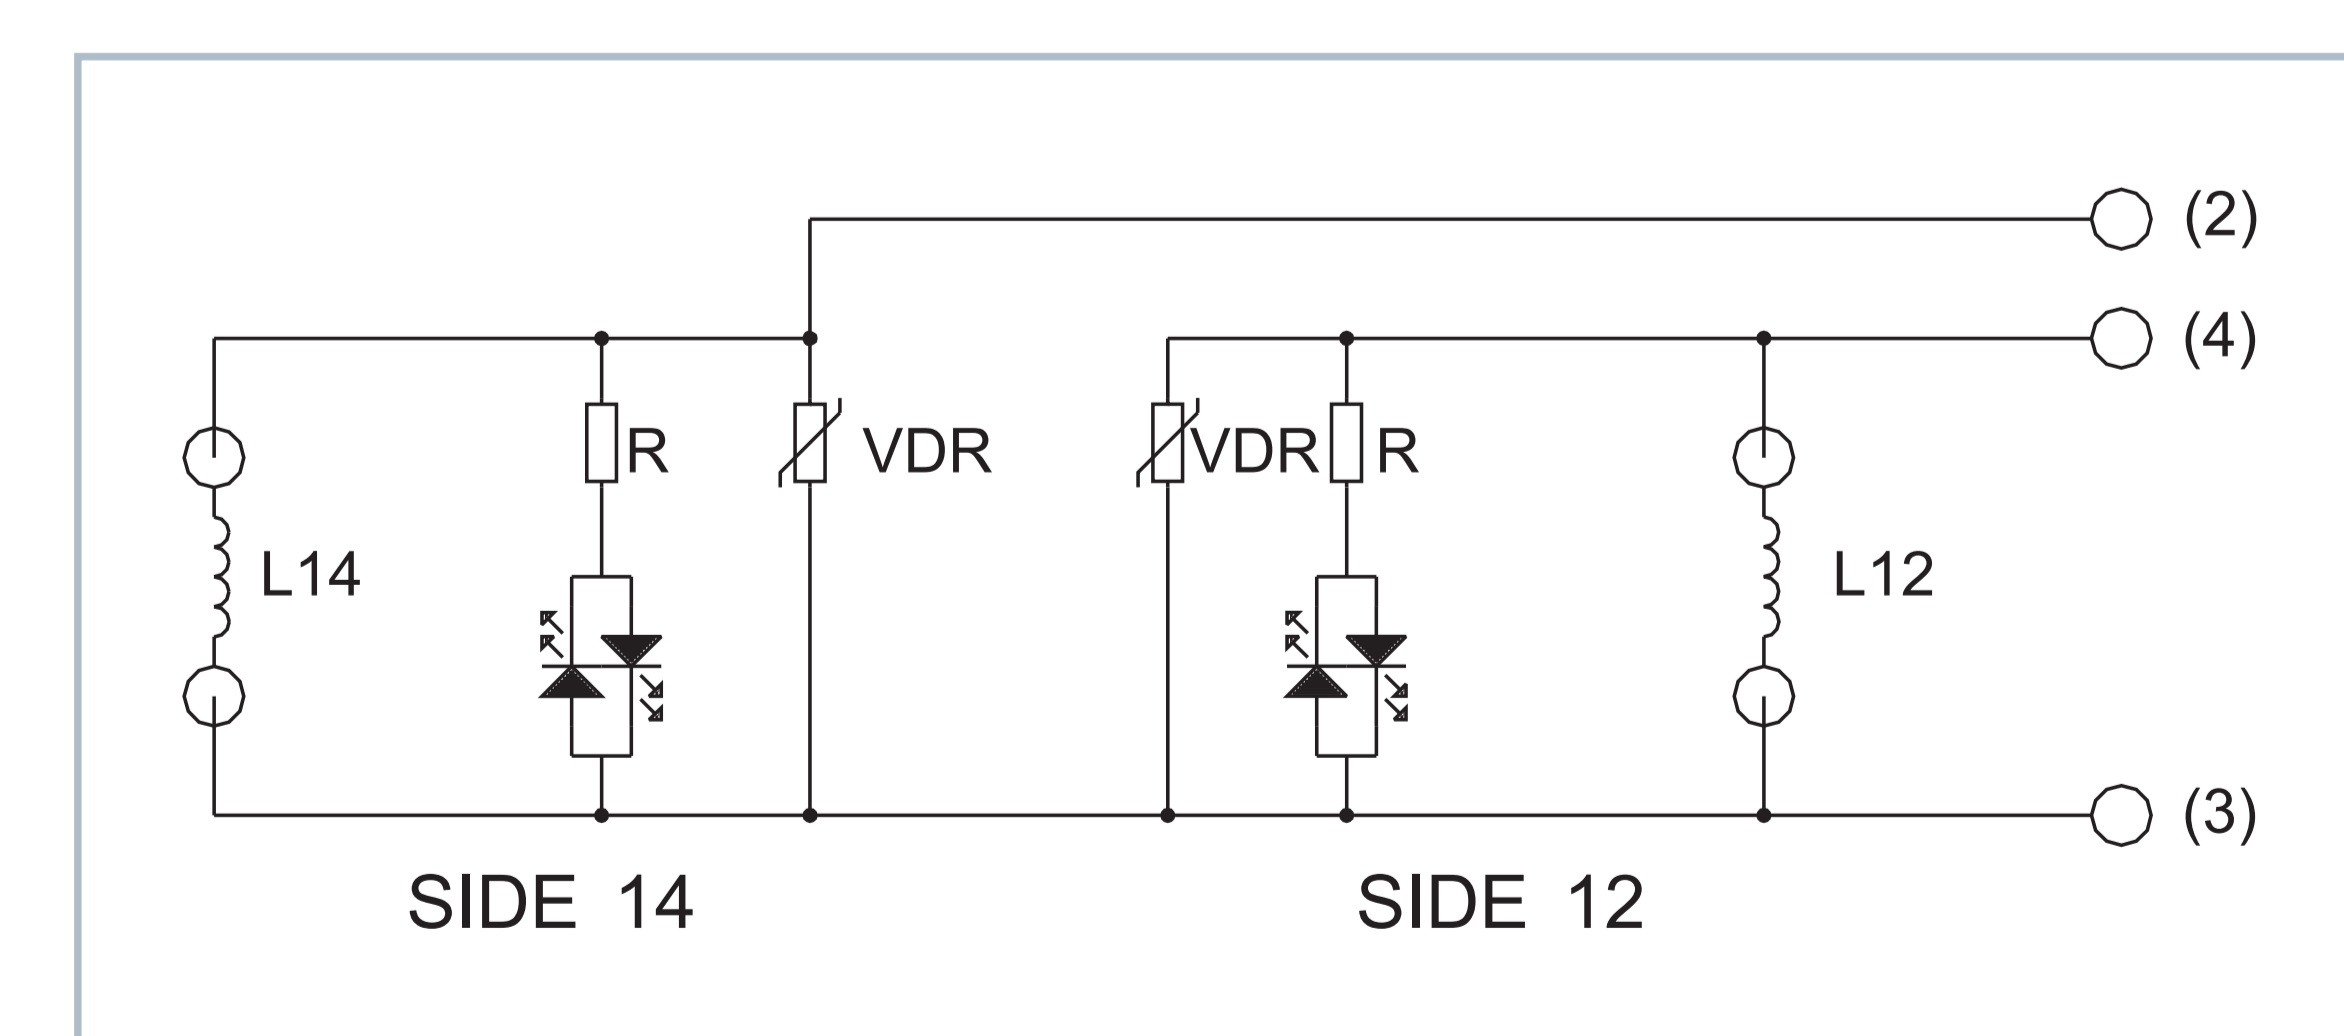 (2)
(4)
R
VDR
VDR
R
L14
L12
(3)
SIDE 14
SIDE 12